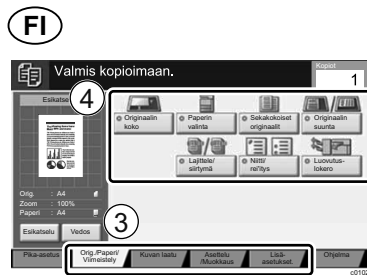 FI
Valmis kopioimaan.
Kopiot
1
Esikatse
4
Originaalin
koko
Paperin
valinta
Sekakokoiset
originaalit
Originaalin
suunta
Lajittele/
siirtymä
Niitti/
rei'itys
Luovutus-
lokero
Orig. : A4
Zoom : 100%
Paperi : A4
Esikatselu
Vedos
3
Pika-asetus
Orig./Paperi/
Viimeistely
Kuvan laatu
Asettelu
/Muokkaus
Lisä-
asetukset.
Ohjelma
c0102